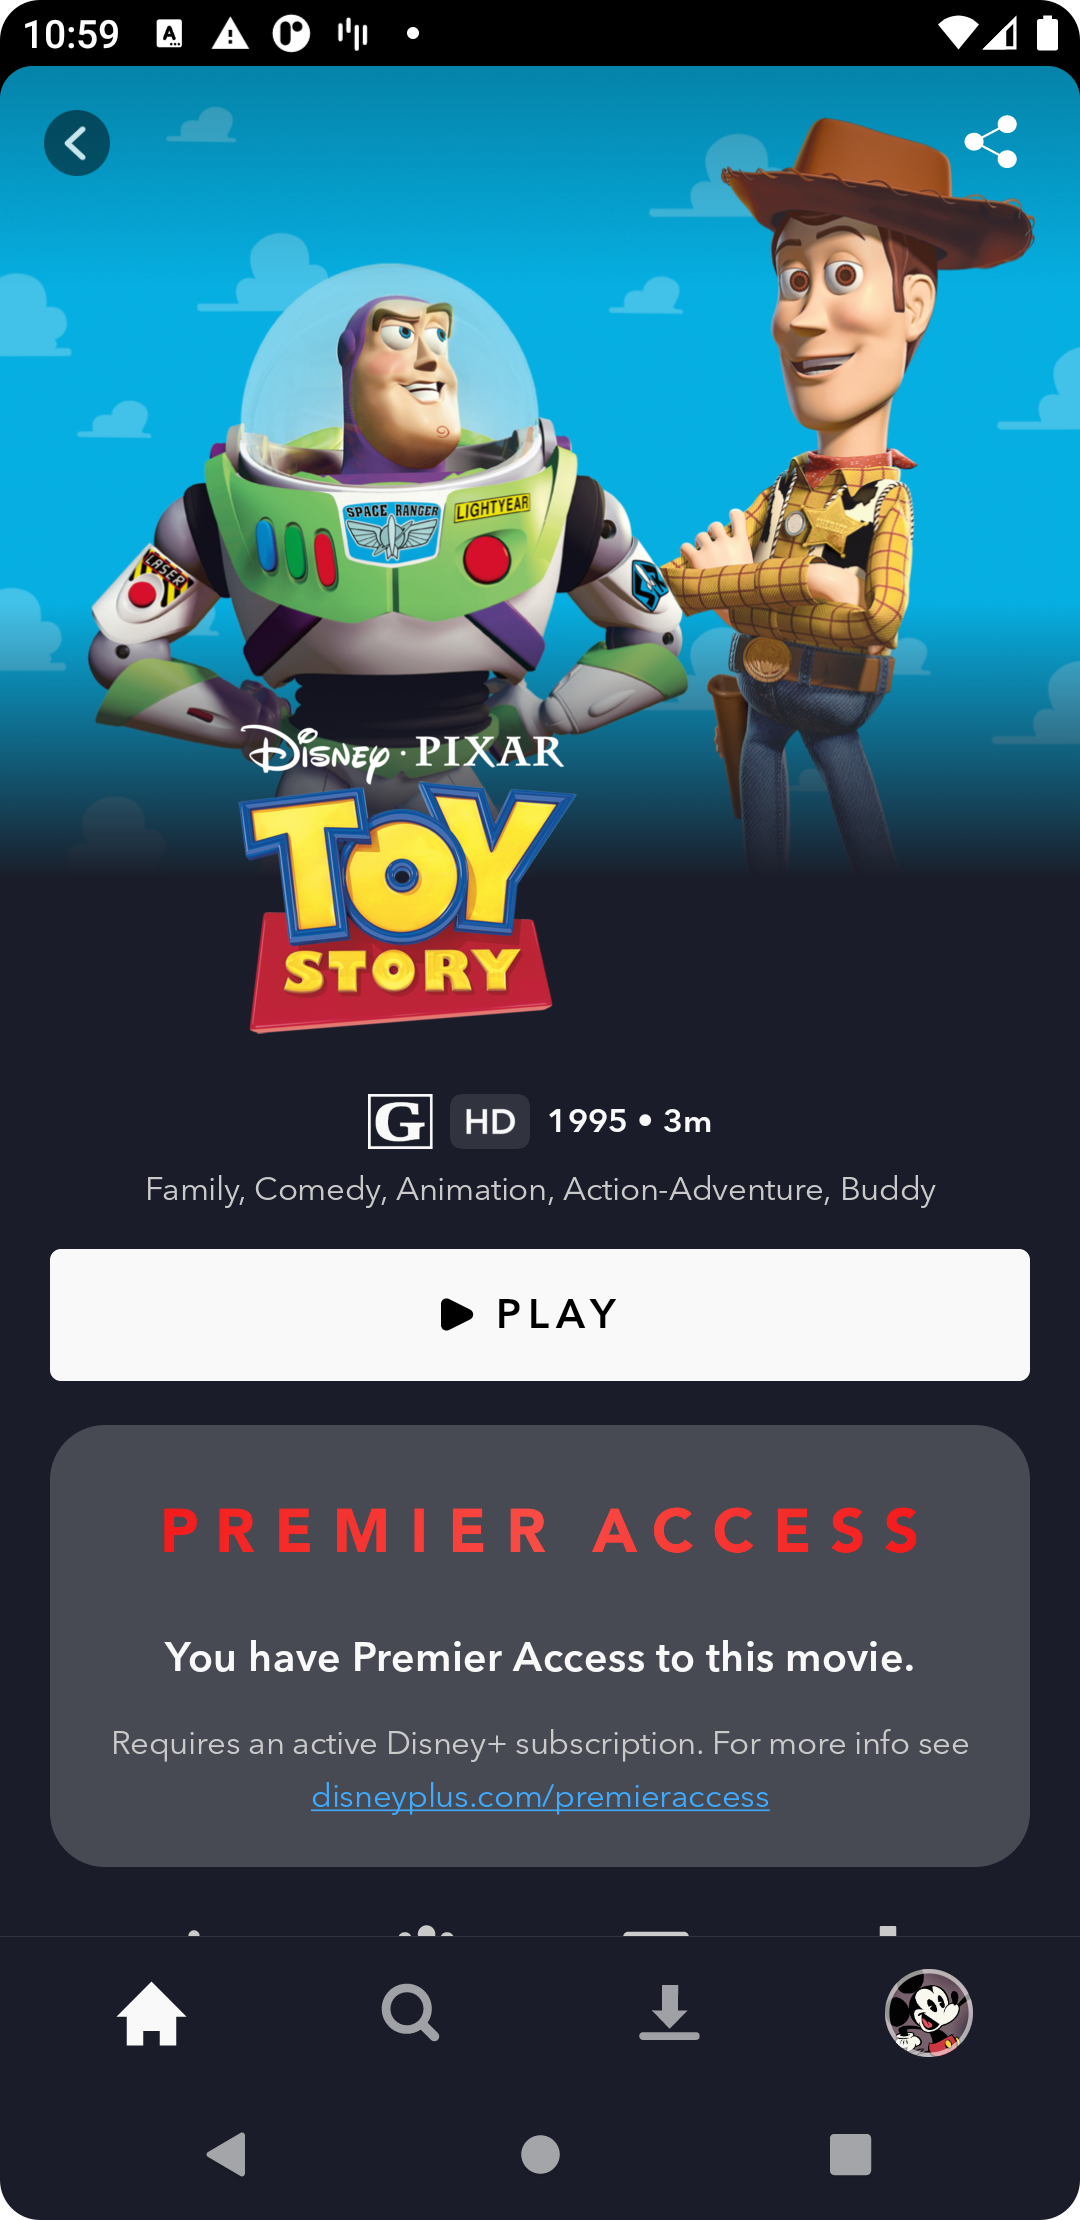 10:59
SPACE RANGER
LIGHTYEAR
LASER
Disney · PIXAR
TOY
STORY
G HD 1995 • 3m
Family, Comedy, Animation, Action-Adventure, Buddy
PLAY
PREMIER ACCESS
You have Premier Access to this movie.
Requires an active Disney+ subscription. For more info see
disneyplus.com/premieraccess